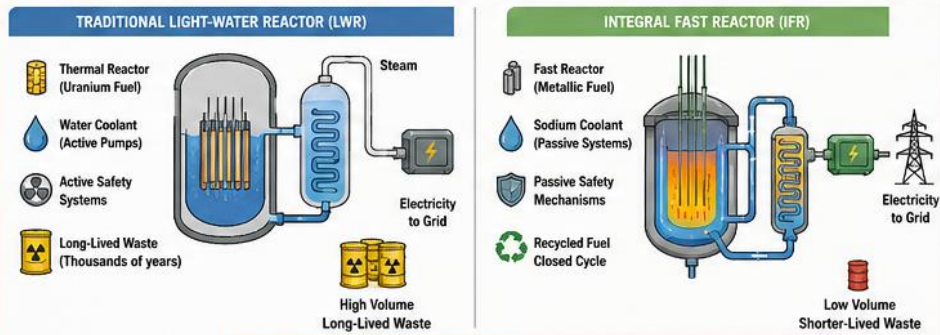 TRADITIONAL LIGHT-WATER REACTOR (LWR)
Thermal Reactor
(Uranium Fuel)
Water Coolant
(Active Pumps)
Active Safety
Systems
Long-Lived Waste
(Thousands of years)
Steam
Electricity
to Grid
High Volume
Long-Lived Waste
INTEGRAL FAST REACTOR (IFR)
Fast Reactor
(Metallic Fuel)
Sodium Coolant
(Passive Systems)
Passive Safety
Mechanisms
Recycled Fuel
Closed Cycle
Electricity
to Grid
Low Volume
Shorter-Lived Waste